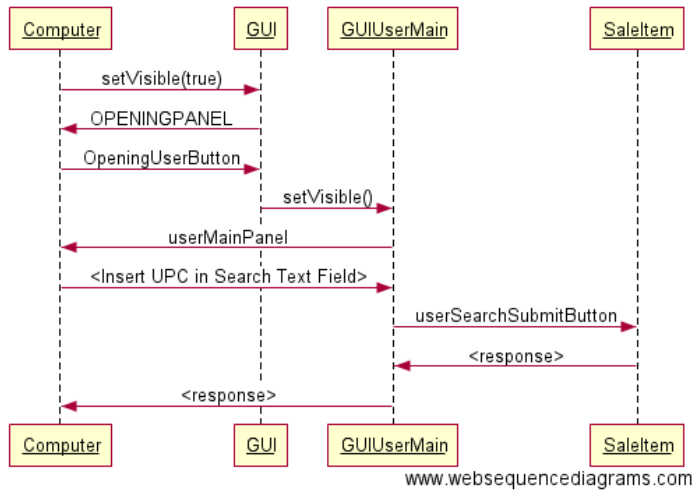 Computer GUI GUIUserMain SaleItem
setVisible(true)
OPENINGPANEL
OpeningUserButton
setVisible()
userMainPanel
<Insert UPC in Search Text Field>
userSearchSubmitButton
<response>
<response>
Computer GUI GUIUserMain SaleItem
www.websequencediagrams.com